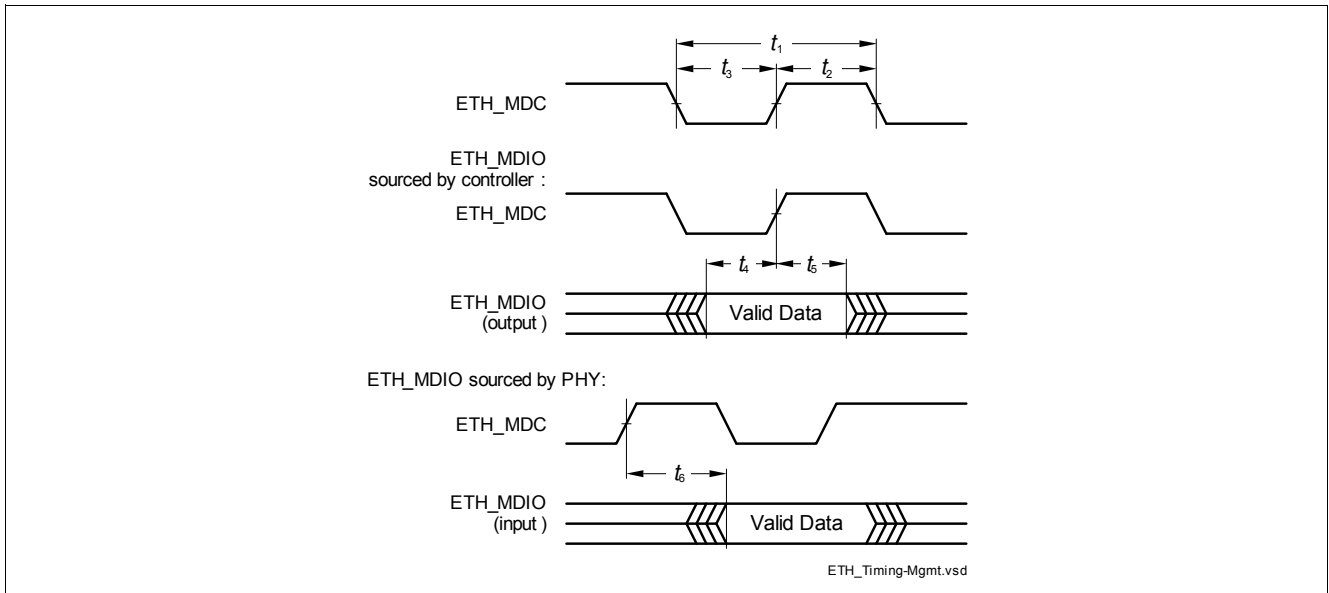 t1
t3 t2
ETH_MDC
ETH_MDIO
sourced by controller :
ETH_MDC
t4 t5
ETH_MDIO
(output )
Valid Data
ETH_MDIO sourced by PHY:
ETH_MDC
t6
ETH_MDIO
(input )
Valid Data
ETH_Timing-Mgmt.vsd